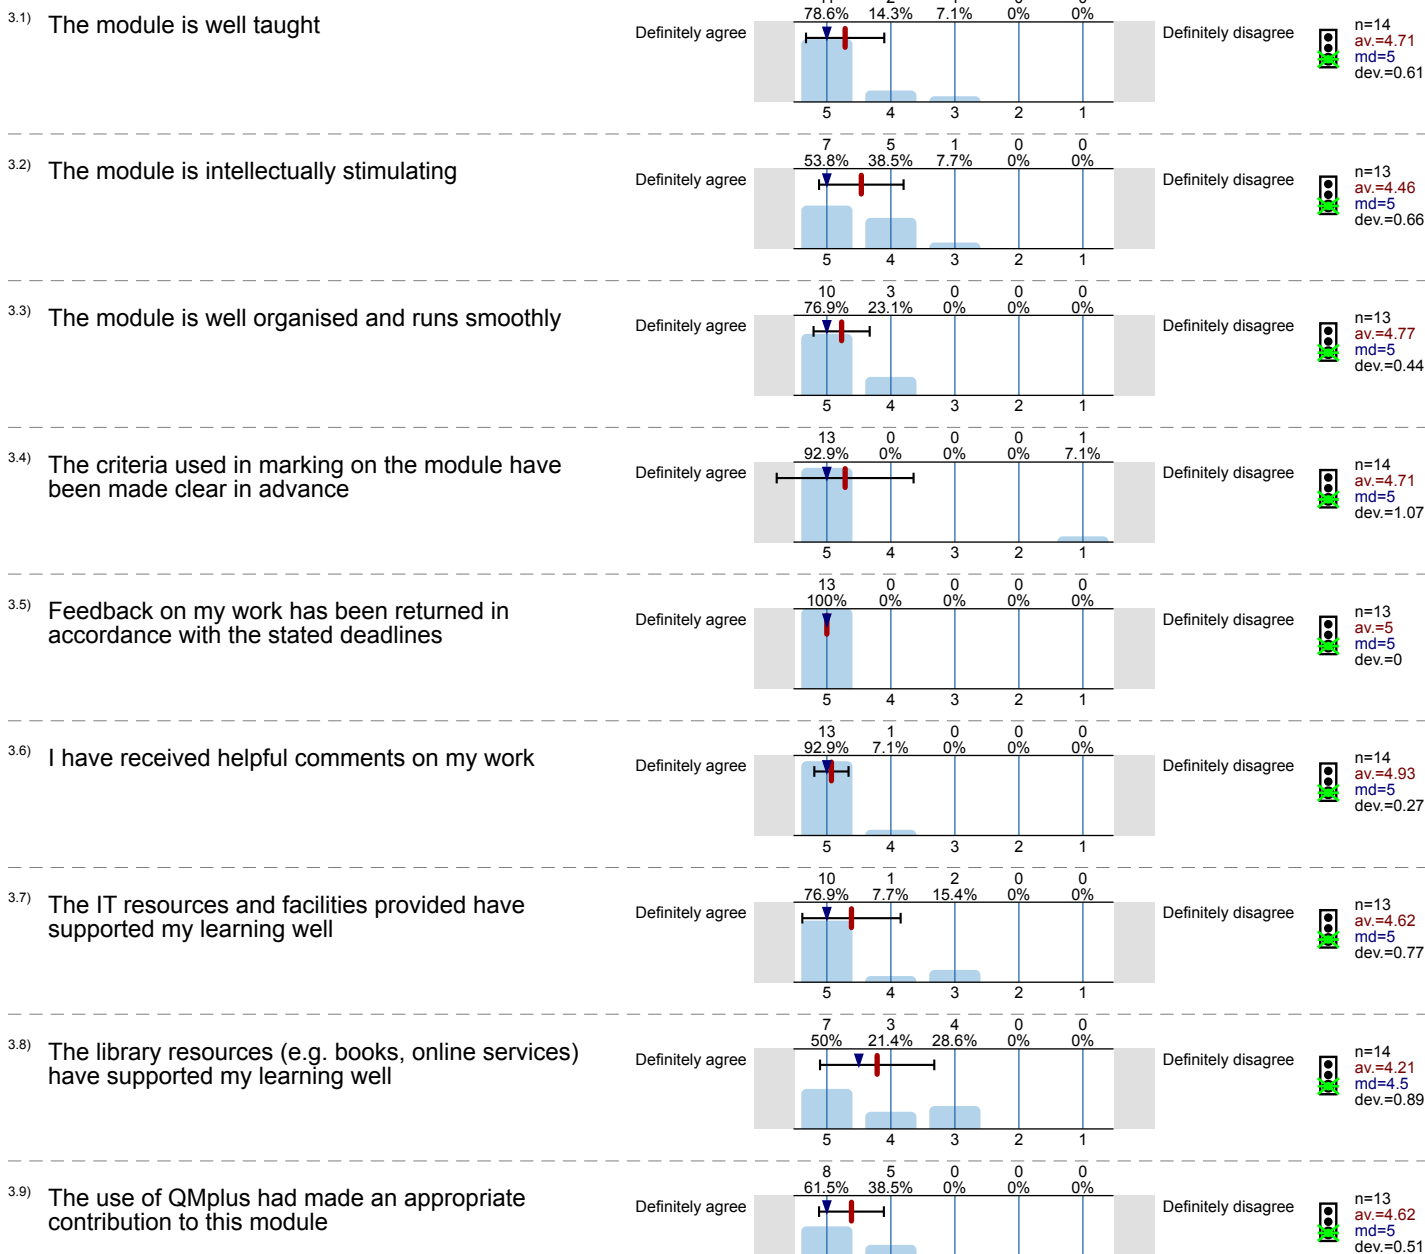 3.1) The module is well taught
78.6% 14.3% 7.1% 0% 0%
Definitely agree
Definitely disagree
n=14
av.=4.71
md=5
dev.=0.61
5 4 3 2 1
3.2) The module is intellectually stimulating
7 5 1 0 0
53.8% 38.5% 7.7% 0% 0%
Definitely agree
Definitely disagree
n=13
av.=4.46
md=5
dev.=0.66
5 4 3 2 1
3.3) The module is well organised and runs smoothly
10 3 0 0 0
76.9% 23.1% 0% 0% 0%
Definitely agree
Definitely disagree
n=13
av.=4.77
md=5
dev.=0.44
5 4 3 2 1
3.4) The criteria used in marking on the module have
been made clear in advance
13 0 0 0 1
92.9% 0% 0% 0% 7.1%
Definitely agree
Definitely disagree
n=14
av.=4.71
md=5
dev.=1.07
5 4 3 2 1
3.5) Feedback on my work has been returned in
accordance with the stated deadlines
13 0 0 0 0
100% 0% 0% 0% 0%
Definitely agree
Definitely disagree
n=13
av.=5
md=5
dev.=0
5 4 3 2 1
3.6) I have received helpful comments on my work
13 1 0 0 0
92.9% 7.1% 0% 0% 0%
Definitely agree
Definitely disagree
n=14
av.=4.93
md=5
dev.=0.27
5 4 3 2 1
3.7) The IT resources and facilities provided have
supported my learning well
10 1 2 0 0
76.9% 7.7% 15.4% 0% 0%
Definitely agree
Definitely disagree
n=13
av.=4.62
md=5
dev.=0.77
5 4 3 2 1
3.8) The library resources (e.g. books, online services)
have supported my learning well
7 3 4 0 0
50% 21.4% 28.6% 0% 0%
Definitely agree
Definitely disagree
n=14
av.=4.21
md=4.5
dev.=0.89
5 4 3 2 1
3.9) The use of QMplus had made an appropriate
contribution to this module
8 5 0 0 0
61.5% 38.5% 0% 0% 0%
Definitely agree
Definitely disagree
n=13
av.=4.62
md=5
dev.=0.51